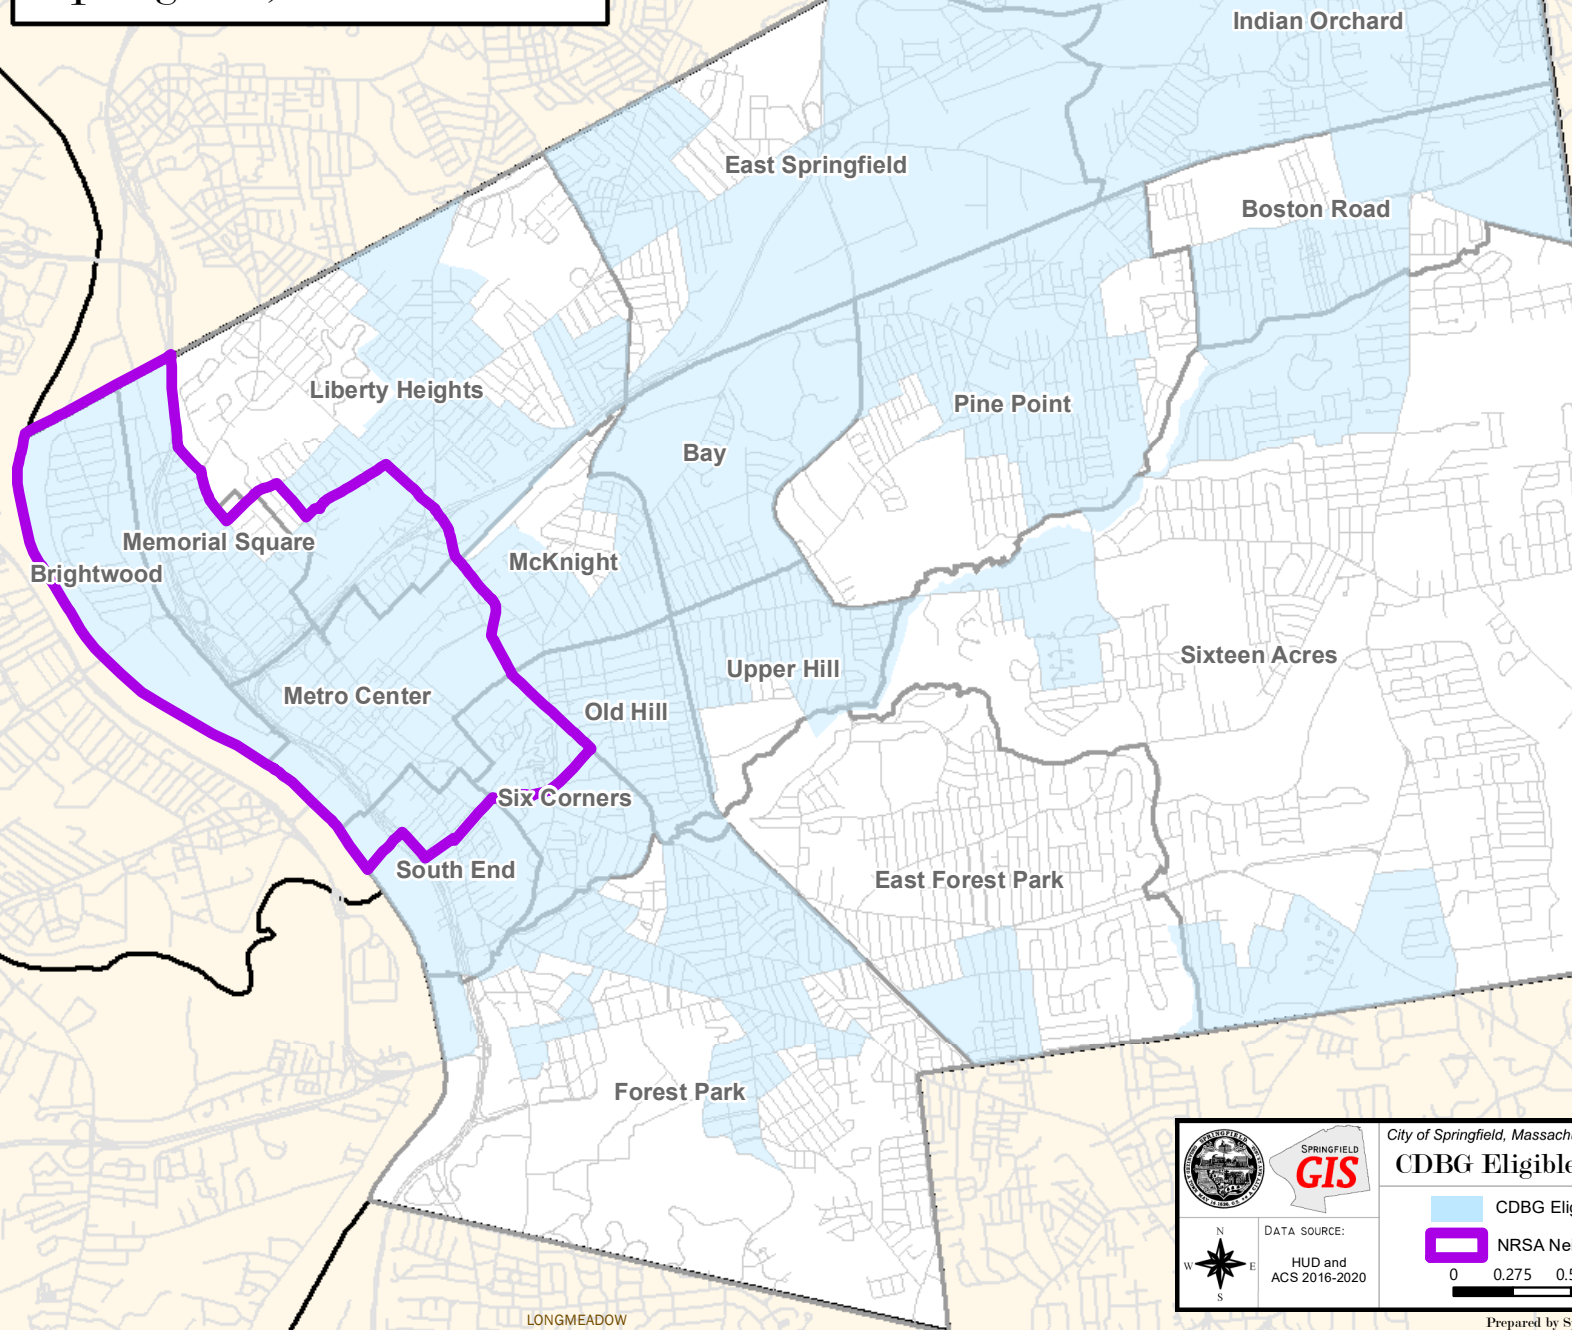 Indian Orchard
East Springfield
Boston Road
Liberty Heights
Pine Point
Bay
Memorial Square
McKnight
Brightwood
Sixteen Acres
Upper Hill
Metro Center
Old Hill
Six Corners
South End
East Forest Park
Forest Park
LONGMEADOW
SPRINGFIELD
GIS
City of Springfield, Massach
CDBG Eligible
CDBG Elig
NRSA Ne
DATA SOURCE:
HUD and
ACS 2016-2020
N
W E
S
0 0.275 0.5
Prepared by S